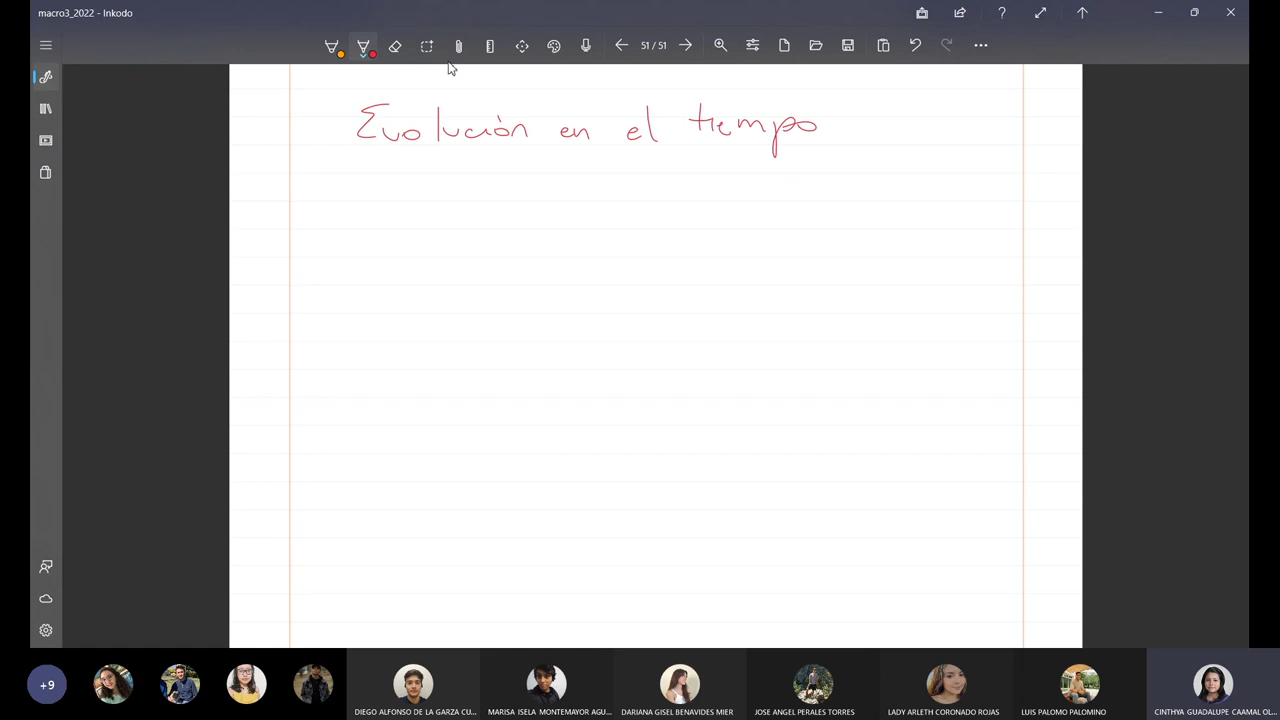 macro3_2022 - Inkodo
51 / 51
Evolución en el tiempo
+9
DIEGO ALFONSO DE LA GARZA CU...
MARISA ISELA MONTEMAYOR AGU...
DARIANA GISEL BENAVIDES MIER
JOSE ANGEL PERALES TORRES
LADY ARLETH CORONADO ROJAS
LUIS PALOMO PALOMINO
CINTHYA GUADALUPE CAAMAL OL...